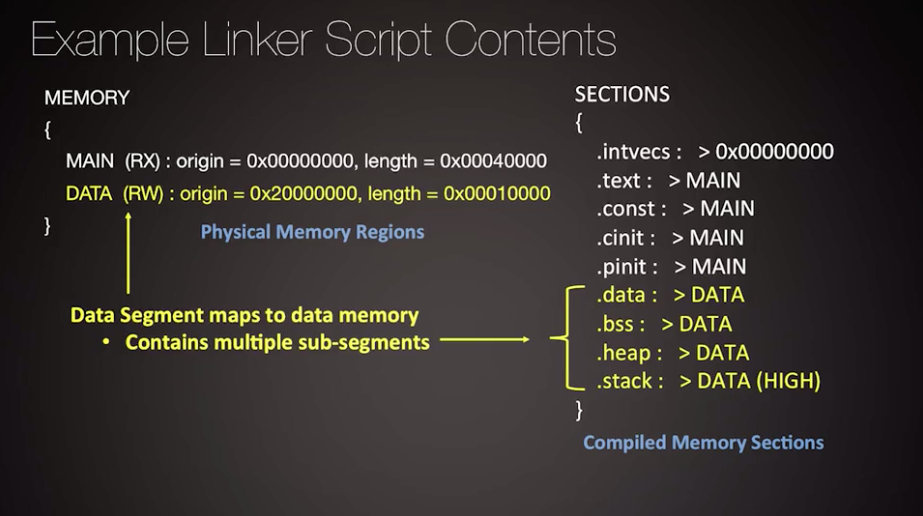 Example Linker Script Contents
MEMORY
{
MAIN (RX) : origin = 0x00000000, length = 0x00040000
DATA (RW) : origin = 0x20000000, length = 0x00010000
}
Physical Memory Regions
Data Segment maps to data memory
• Contains multiple sub-segments
SECTIONS
{
.intvecs : > 0x00000000
.text : > MAIN
.const : > MAIN
.cinit : > MAIN
.pinit : > MAIN
.data : > DATA
.bss : > DATA
.heap : > DATA
.stack : > DATA (HIGH)
}
Compiled Memory Sections